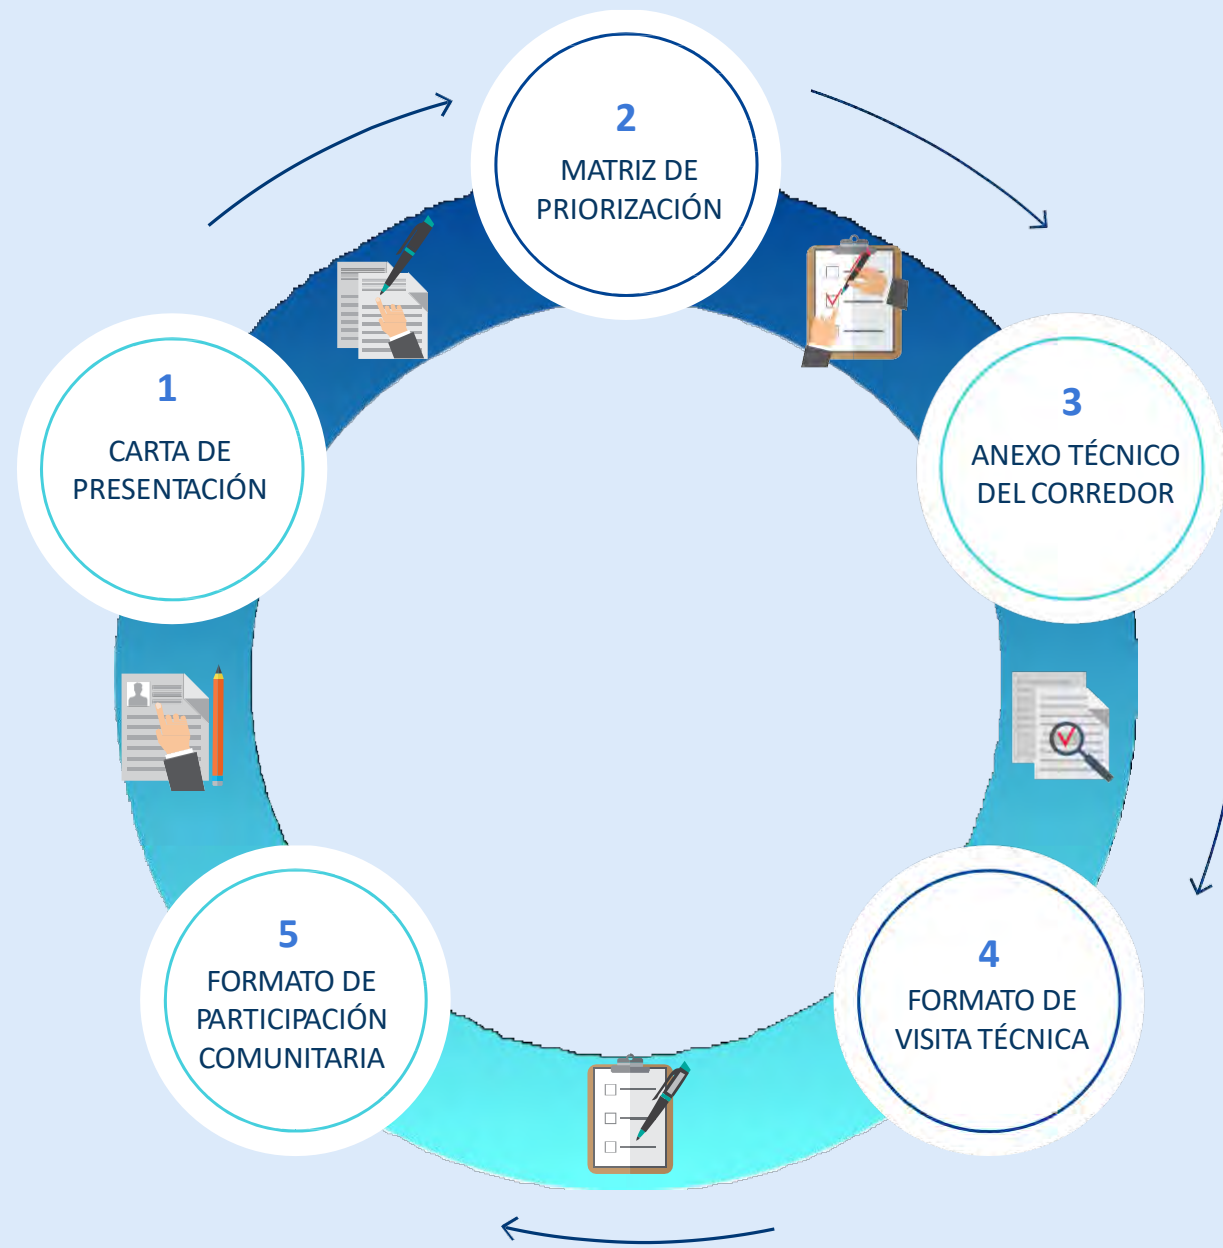 1
CARTA DE
PRESENTACIÓN
2
MATRIZ DE
PRIORIZACIÓN
3
ANEXO TÉCNICO
DEL CORREDOR
4
FORMATO DE
VISITA TÉCNICA
5
FORMATO DE
PARTICIPACIÓN
COMUNITARIA